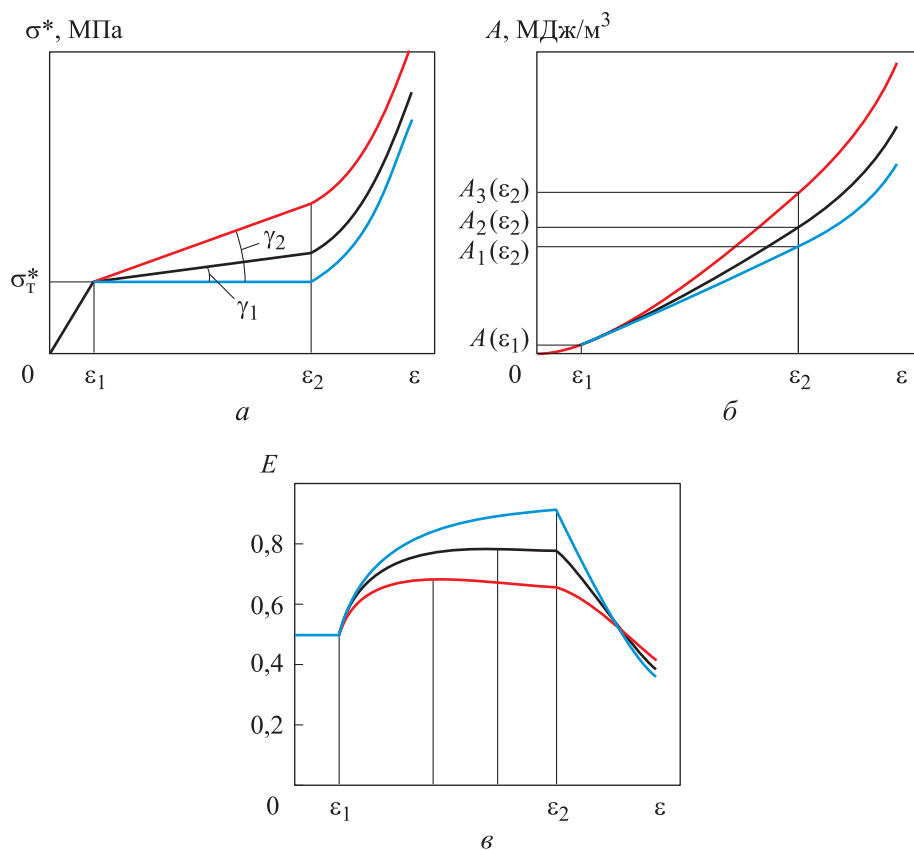 σ*, МПа
σ*т
γ2
γ1
0
ε1
ε2
ε
а
A, МДж/м³
A3(ε2)
A2(ε2)
A1(ε2)
A(ε1)
0
ε1
ε2
ε
б
E
0,8
0,6
0,4
0,2
0
ε1
ε2
ε
в